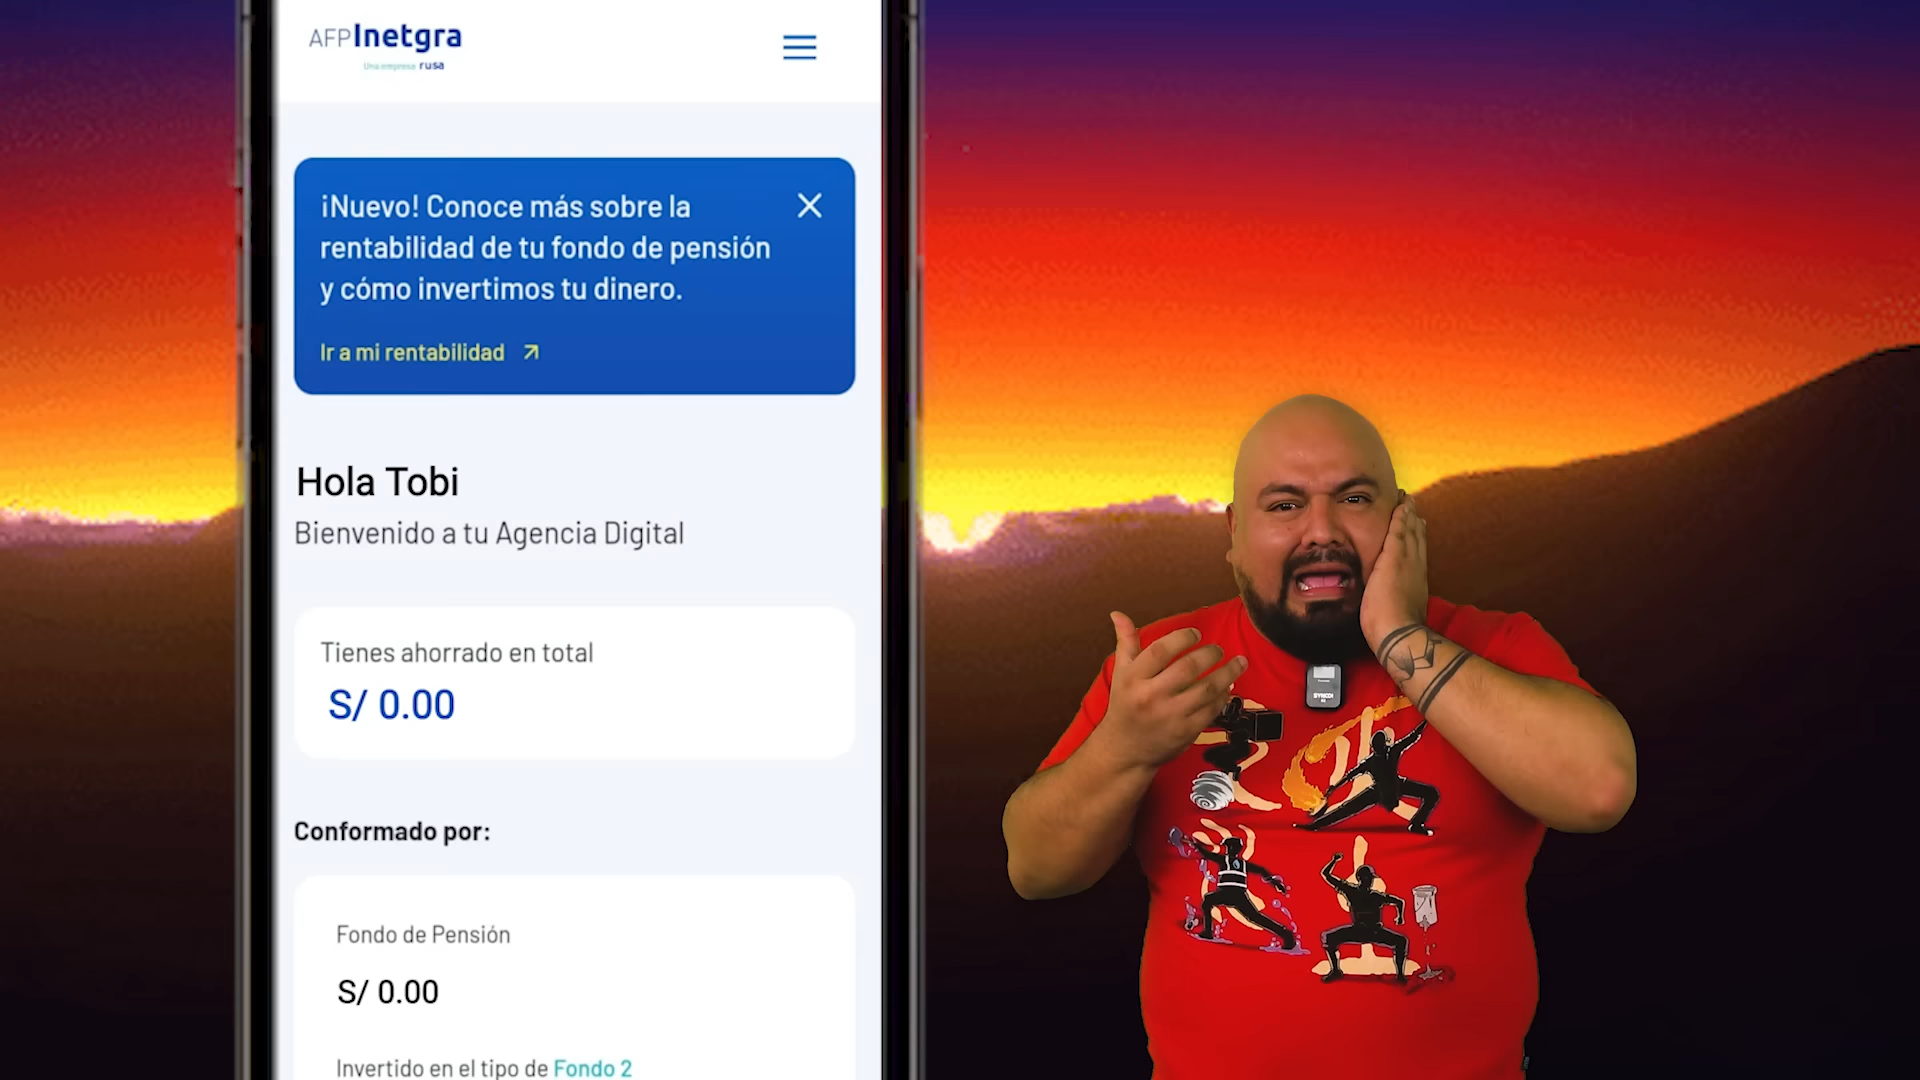 AFPInetgra
Una empresa rusa
¡Nuevo! Conoce más sobre la
rentabilidad de tu fondo de pensión
y cómo invertimos tu dinero.
Ir a mi rentabilidad
Hola Tobi
Bienvenido a tu Agencia Digital
Tienes ahorrado en total
S/ 0.00
Conformado por:
Fondo de Pensión
S/ 0.00
Invertido en el tipo de Fondo 2